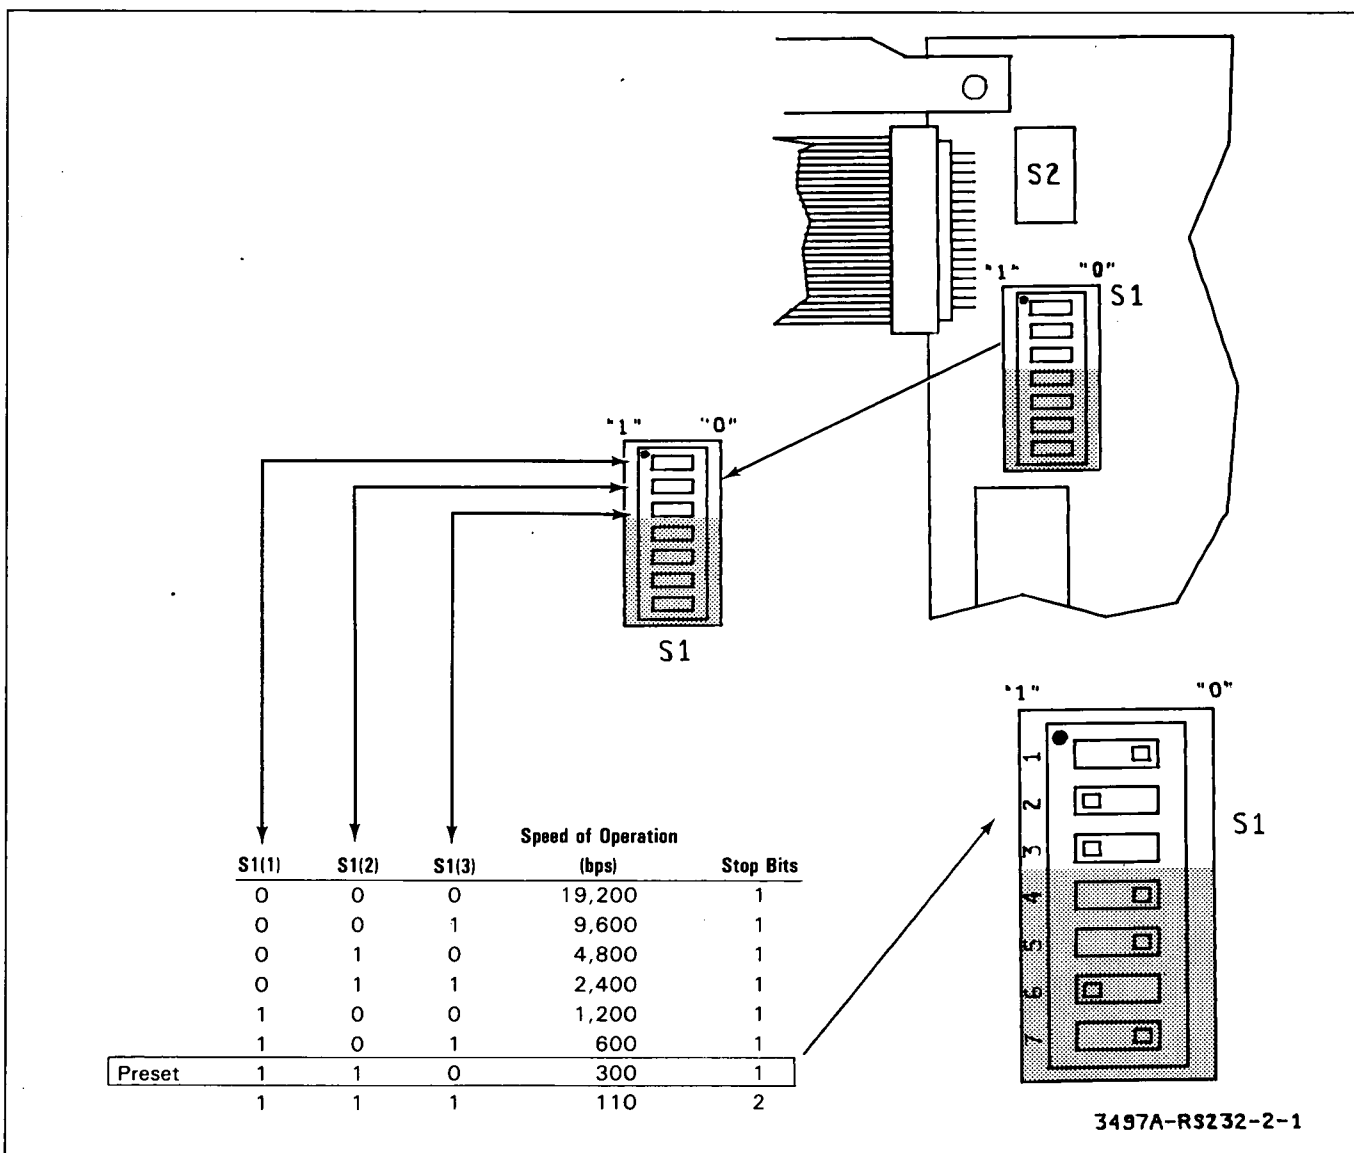 S2
"1" "0"
S1
"1" "0"
S1
"1" "0"
1
2
3
4
5
6
7
S1
Speed of Operation
S1(1) S1(2) S1(3) (bps) Stop Bits
0 0 0 19,200 1
0 0 1 9,600 1
0 1 0 4,800 1
0 1 1 2,400 1
1 0 0 1,200 1
1 0 1 600 1
Preset 1 1 0 300 1
1 1 1 110 2
3497A-RS232-2-1